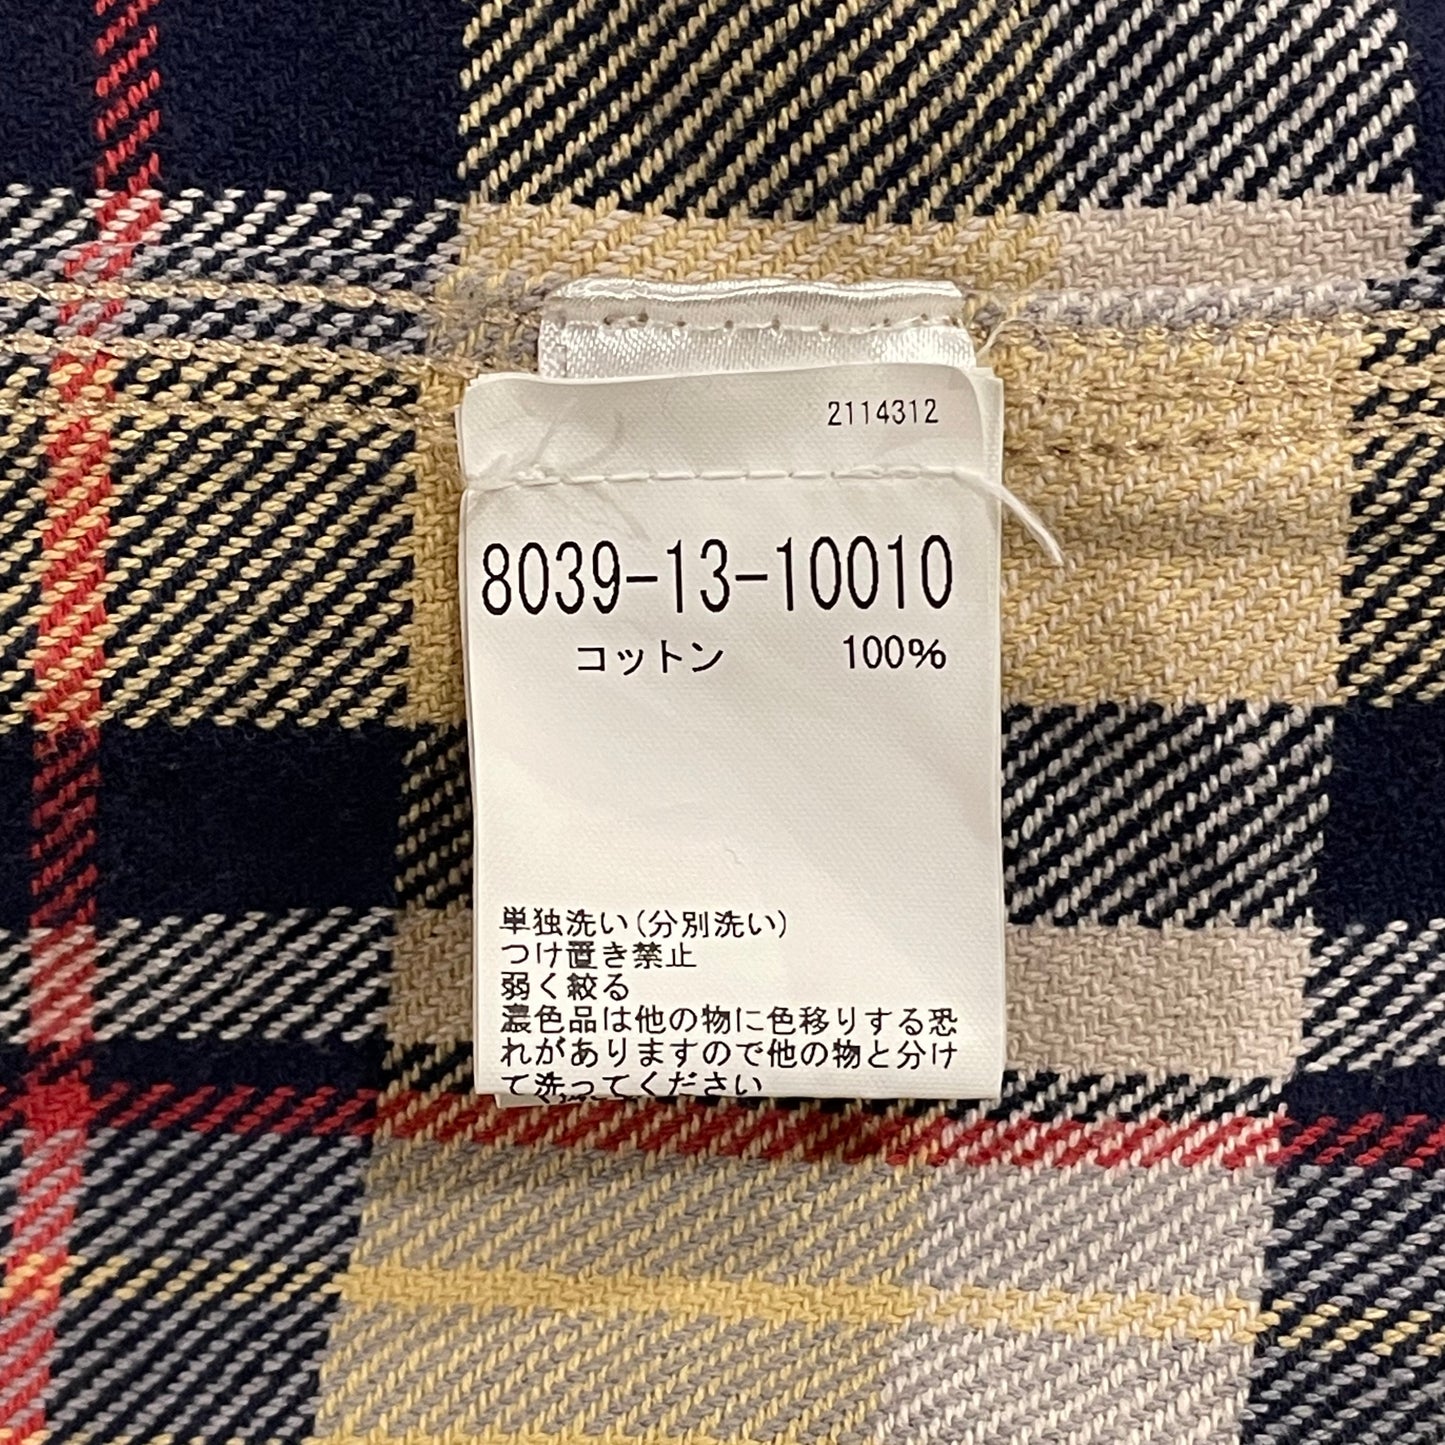 2114312
8039-13-10010
コットン 100%
単独洗い(分別洗い)
つけ置き禁止
弱く絞る
濃色品は他の物に色移りする恐
れがありますので他の物と分け
て洗ってください